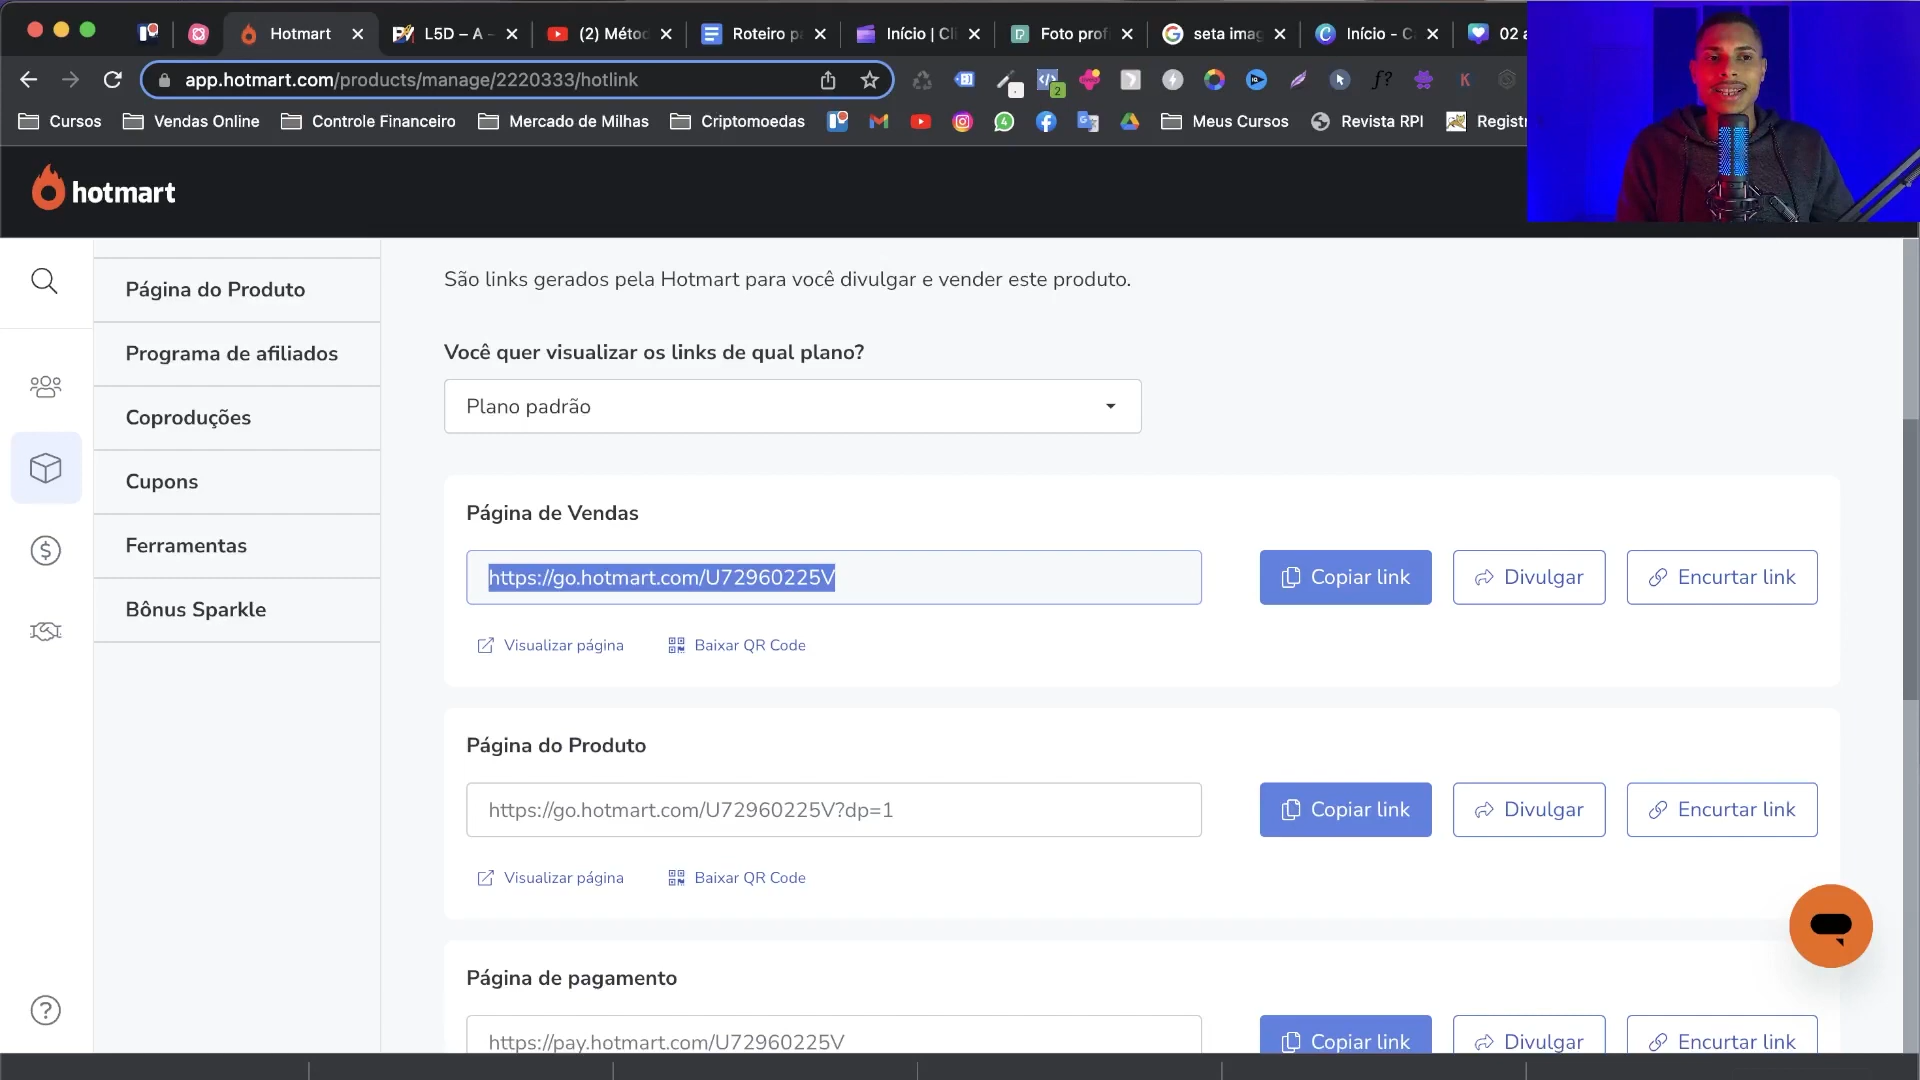 Hotmart
L5D – A -
(2) Métoc
Roteiro pa
Início | Cli
Foto prof
seta imag
Início - C
02 a
app.hotmart.com/products/manage/2220333/hotlink
2
Cursos
Vendas Online
Controle Financeiro
Mercado de Milhas
Criptomoedas
Meus Cursos
Revista RPI
Registr
hotmart
Página do Produto
Programa de afiliados
Coproduções
Cupons
Ferramentas
Bônus Sparkle
São links gerados pela Hotmart para você divulgar e vender este produto.
Você quer visualizar os links de qual plano?
Plano padrão
Página de Vendas
https://go.hotmart.com/U72960225V
Copiar link
Divulgar
Encurtar link
Visualizar página
Baixar QR Code
Página do Produto
https://go.hotmart.com/U72960225V?dp=1
Copiar link
Divulgar
Encurtar link
Visualizar página
Baixar QR Code
Página de pagamento
https://pay.hotmart.com/U72960225V
Copiar link
Divulgar
Encurtar link